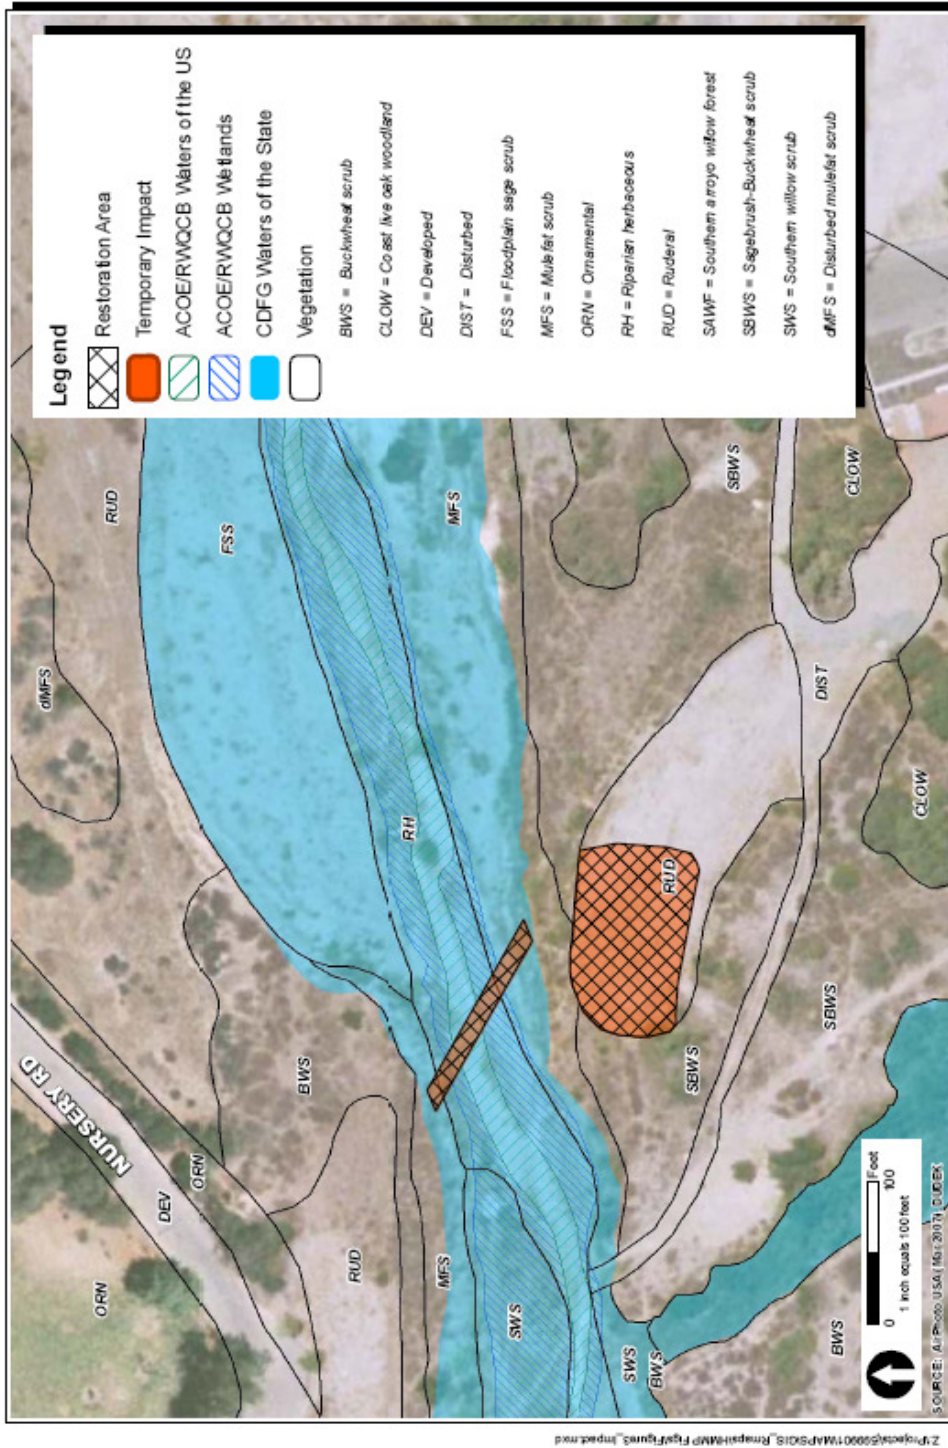 Legend
Restoration Area
Temporary Impact
ACOE/RWQCB Waters of the US
ACOE/RWQCB Wetlands
CDFG Waters of the State
Vegetation
BWS = Buckwheat scrub
CLOW = Coast live oak woodland
DEV = Developed
DIST = Disturbed
FSS = Floodplain sage scrub
MFS = Mulefat scrub
ORN = Ornamental
RH = Riparian herbaceous
RUD = Ruderal
SAWF = Southern arroyo willow forest
SBWS = Sagebrush-Buckwheat scrub
SWS = Southern willow scrub
dMFS = Disturbed mulefat scrub
ORN
DEV
NURSERY RD
ORN
dMFS
RUD
RUD
BWS
FSS
MFS
SWS
RH
MFS
SWS
BWS
SBWS
RUD
SBWS
BWS
SBWS
DIST
CLOW
CLOW
0
100
Feet
1 inch equals 100 feet
SOURCE: AirPhoto USA (Mar 2007), DUDEK